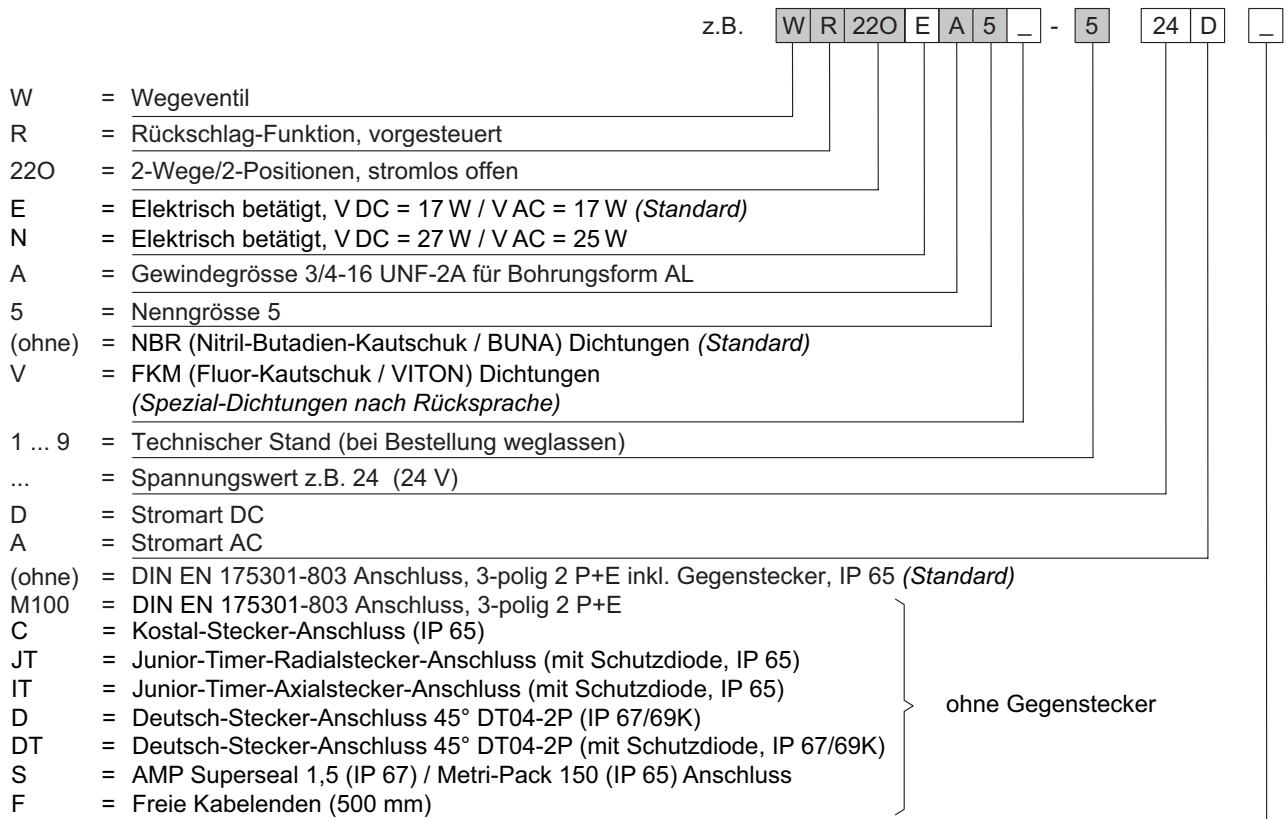 z.B. W R 22O E A 5 _ - 5 24 D _
W = Wegeventil
R = Rückschlag-Funktion, vorgesteuert
22O = 2-Wege/2-Positionen, stromlos offen
E = Elektrisch betätigt, V DC = 17 W / V AC = 17 W (Standard)
N = Elektrisch betätigt, V DC = 27 W / V AC = 25 W
A = Gewindegrösse 3/4-16 UNF-2A für Bohrungsform AL
5 = Nenngrösse 5
(ohne) = NBR (Nitril-Butadien-Kautschuk / BUNA) Dichtungen (Standard)
V = FKM (Fluor-Kautschuk / VITON) Dichtungen
(Spezial-Dichtungen nach Rücksprache)
1 ... 9 = Technischer Stand (bei Bestellung weglassen)
... = Spannungswert z.B. 24 (24 V)
D = Stromart DC
A = Stromart AC
(ohne) = DIN EN 175301-803 Anschluss, 3-polig 2 P+E inkl. Gegenstecker, IP 65 (Standard)
M100 = DIN EN 175301-803 Anschluss, 3-polig 2 P+E
C = Kostal-Stecker-Anschluss (IP 65)
JT = Junior-Timer-Radialstecker-Anschluss (mit Schutzdiode, IP 65)
IT = Junior-Timer-Axialstecker-Anschluss (mit Schutzdiode, IP 65)
D = Deutsch-Stecker-Anschluss 45° DT04-2P (IP 67/69K)
ohne Gegenstecker
DT = Deutsch-Stecker-Anschluss 45° DT04-2P (mit Schutzdiode, IP 67/69K)
S = AMP Superseal 1,5 (IP 67) / Metri-Pack 150 (IP 65) Anschluss
F = Freie Kabelenden (500 mm)